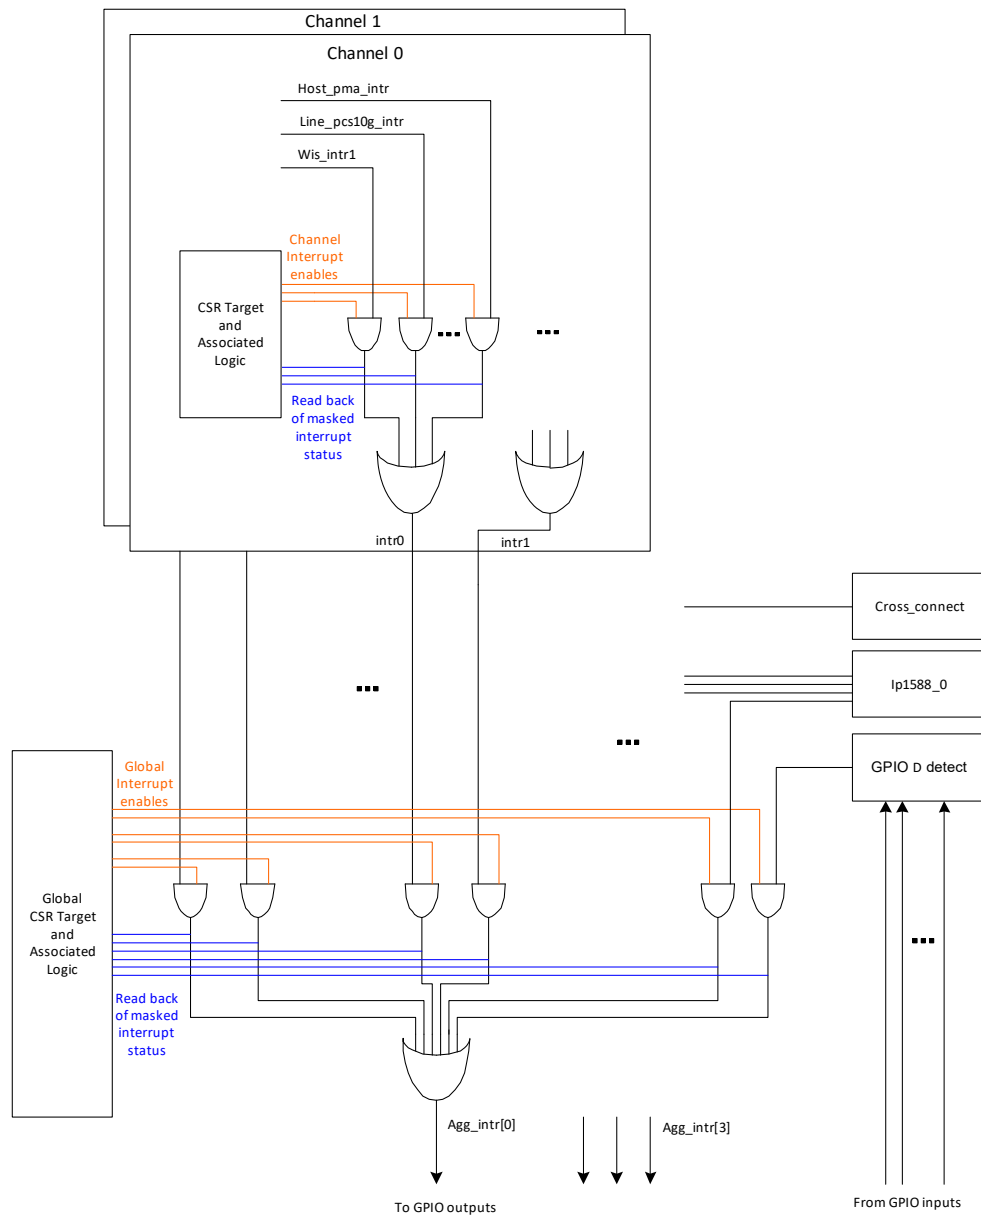 Channel 1
Channel 0
Host_pma_intr
Line_pcs10g_intr
Wis_intr1
Channel
Interrupt
enables
CSR Target
and
Associated
Logic
Read back
of masked
interrupt
status
intr0
intr1
Cross_connect
Ip1588_0
GPIO D detect
Global
Interrupt
enables
Global
CSR Target
and
Associated
Logic
Read back
of masked
interrupt
status
Agg_intr[0]
Agg_intr[3]
To GPIO outputs
From GPIO inputs